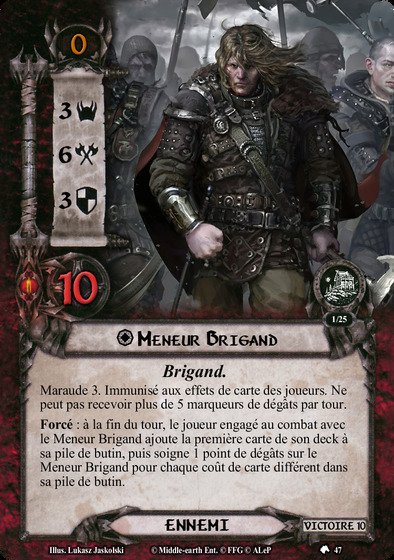 0
3
6
3
10
1/25
MENEUR BRIGAND
Brigand.
Maraude 3. Immunisé aux effets de carte des joueurs. Ne
peut pas recevoir plus de 5 marqueurs de dégâts par tour.
Forcé : à la fin du tour, le joueur engagé au combat avec
le Meneur Brigand ajoute la première carte de son deck à
sa pile de butin, puis soigne 1 point de dégâts sur le
Meneur Brigand pour chaque coût de carte différent dans
sa pile de butin.
ENNEMI
VICTOIRE 10
Illus. Lukasz Jaskolski © Middle-earth Ent. © FFG © ALeP 47